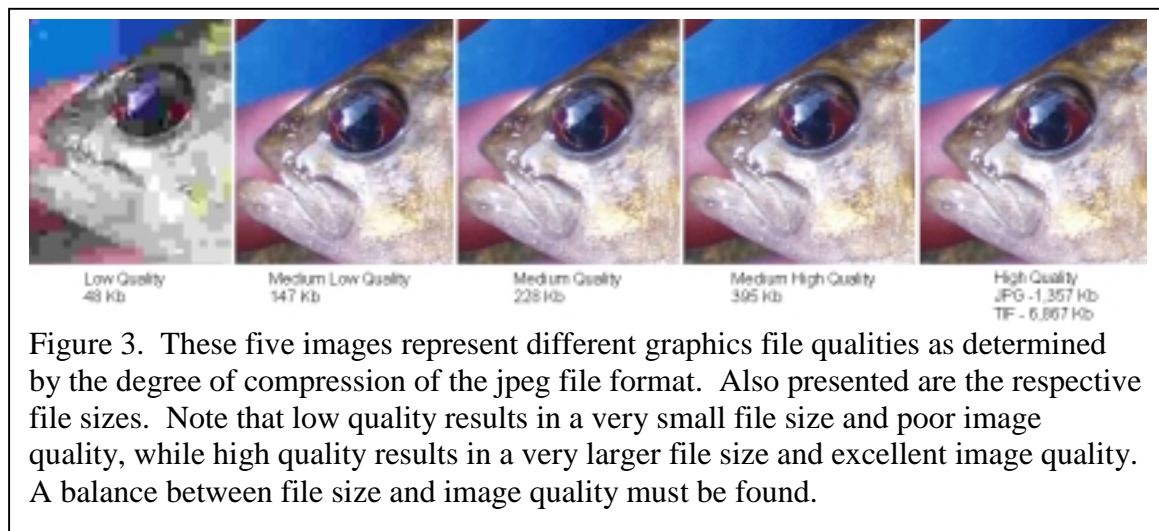 Low Quality
48 Kb
Medium Low Quality
147 Kb
Medium Quality
228 Kb
Medium High Quality
395 Kb
High Quality
JPG -1,357 Kb
TIF - 6,867 Kb
Figure 3.  These five images represent different graphics file qualities as determined
by the degree of compression of the jpeg file format.  Also presented are the respective
file sizes.  Note that low quality results in a very small file size and poor image
quality, while high quality results in a very larger file size and excellent image quality.
A balance between file size and image quality must be found.